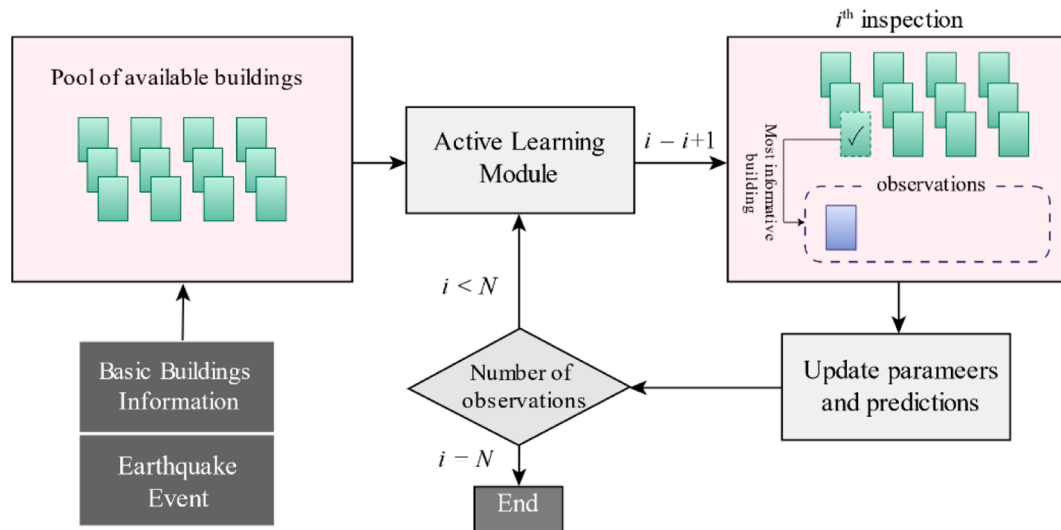 i^th inspection
Pool of available buildings
Active Learning
Module
i – i+1
Most informative
building
✓
observations
i < N
Basic Buildings
Information
Number of
observations
Update parameers
and predictions
Earthquake
Event
i – N
End